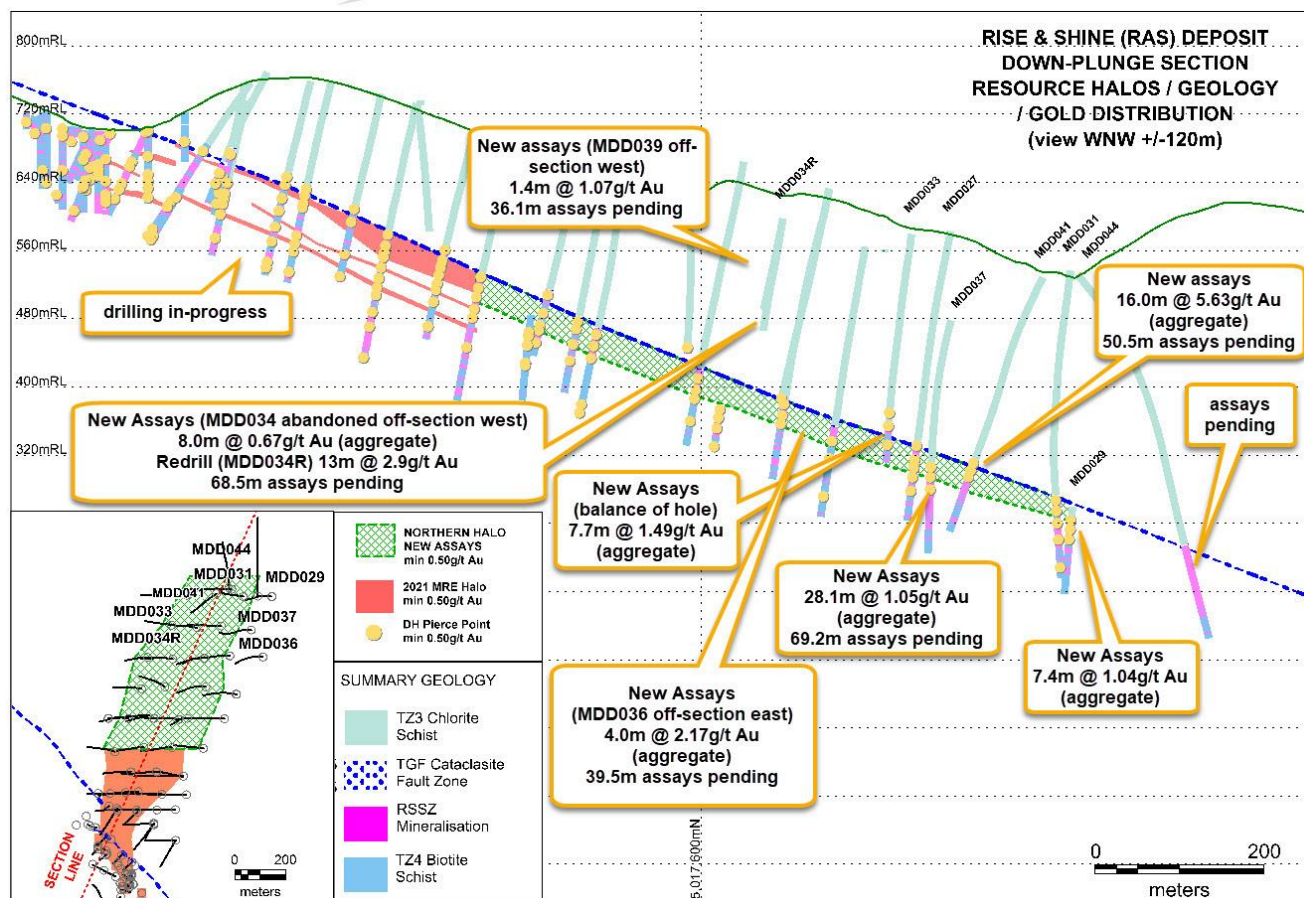 RISE & SHINE (RAS) DEPOSIT
DOWN-PLUNGE SECTION
RESOURCE HALOS / GEOLOGY
/ GOLD DISTRIBUTION
(view WNW +/-120m)
800mRL
720mRL
640mRL
560mRL
480mRL
400mRL
320mRL
New assays (MDD039 off-
section west)
1.4m @ 1.07g/t Au
36.1m assays pending
MDD034R
MDD033
MDD027
MDD041
MDD031
MDD044
MDD037
drilling in-progress
New assays
16.0m @ 5.63g/t Au
(aggregate)
50.5m assays pending
assays
pending
New Assays (MDD034 abandoned off-section west)
8.0m @ 0.67g/t Au (aggregate)
Redrill (MDD034R) 13m @ 2.9g/t Au
68.5m assays pending
MDD029
New Assays
(balance of hole)
7.7m @ 1.49g/t Au
(aggregate)
New Assays
28.1m @ 1.05g/t Au
(aggregate)
69.2m assays pending
New Assays
7.4m @ 1.04g/t Au
(aggregate)
New Assays
(MDD036 off-section east)
4.0m @ 2.17g/t Au
(aggregate)
39.5m assays pending
5,017,600mN
0 200
meters
MDD044
MDD031
MDD029
MDD041
MDD033
MDD037
MDD034R
MDD036
SECTION
LINE
0 200
meters
NORTHERN HALO
NEW ASSAYS
min 0.50g/t Au
2021 MRE Halo
min 0.50g/t Au
DH Pierce Point
min 0.50g/t Au
SUMMARY GEOLOGY
TZ3 Chlorite
Schist
TGF Cataclasite
Fault Zone
RSSZ
Mineralisation
TZ4 Biotite
Schist